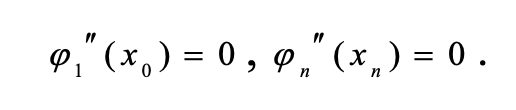 φ₁″(x₀) = 0 , φₙ″(xₙ) = 0 .